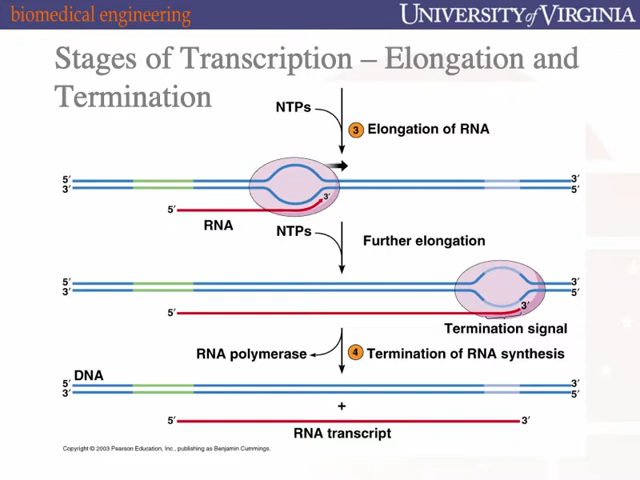 biomedical engineering
UNIVERSITY of VIRGINIA
Stages of Transcription – Elongation and
Termination
NTPs
3 Elongation of RNA
5′ 3′
3′ 5′
3′
5′
RNA
NTPs
Further elongation
5′ 3′
3′ 5′
3′
5′
Termination signal
RNA polymerase
4 Termination of RNA synthesis
DNA
5′ 3′
3′ 5′
+
5′ 3′
RNA transcript
Copyright © 2003 Pearson Education, Inc., publishing as Benjamin Cummings.